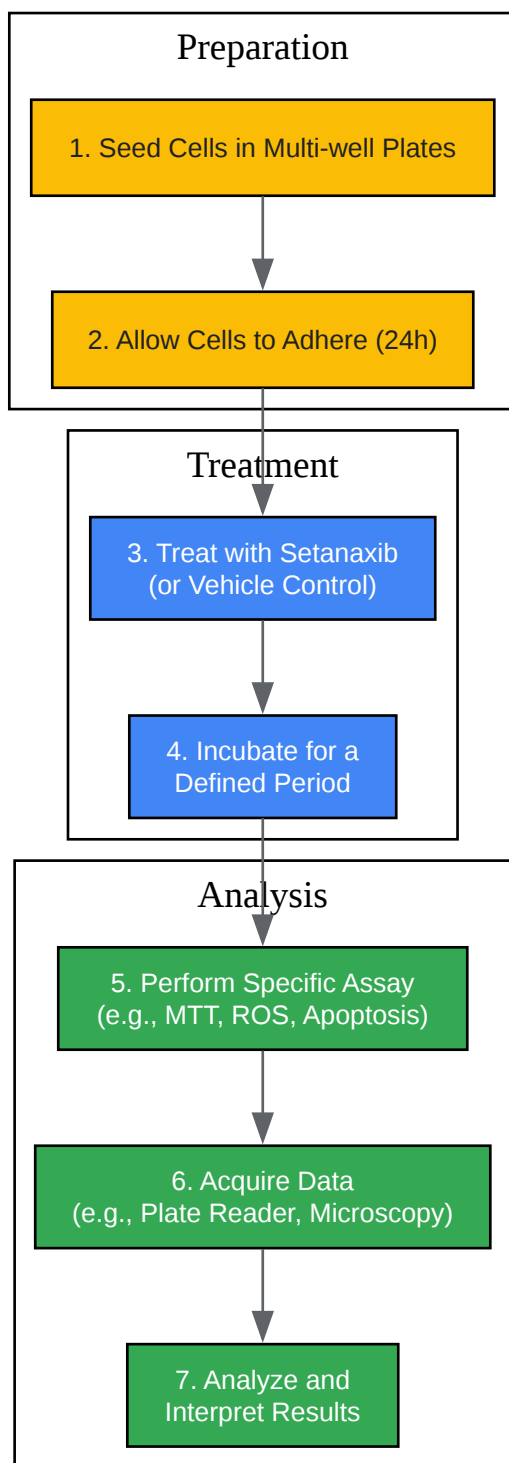 Preparation
1. Seed Cells in Multi-well Plates
2. Allow Cells to Adhere (24h)
Treatment
3. Treat with Setanaxib
(or Vehicle Control)
4. Incubate for a
Defined Period
Analysis
5. Perform Specific Assay
(e.g., MTT, ROS, Apoptosis)
6. Acquire Data
(e.g., Plate Reader, Microscopy)
7. Analyze and
Interpret Results